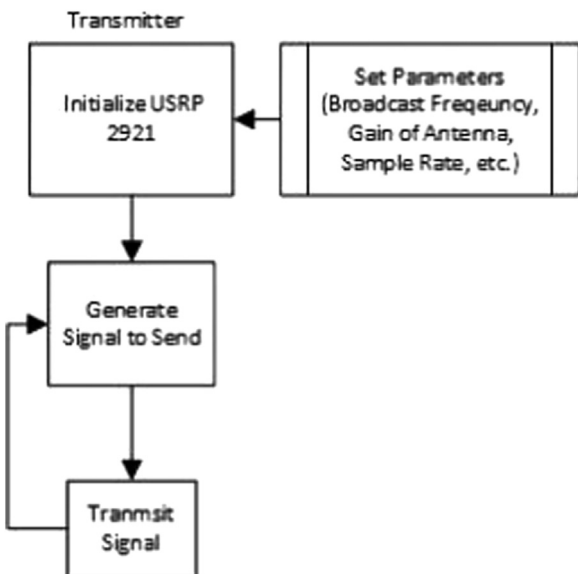 Transmitter
Initialize USRP
2921
Set Parameters
(Broadcast Freqeuncy,
Gain of Antenna,
Sample Rate, etc.)
Generate
Signal to Send
Tranmsit
Signal